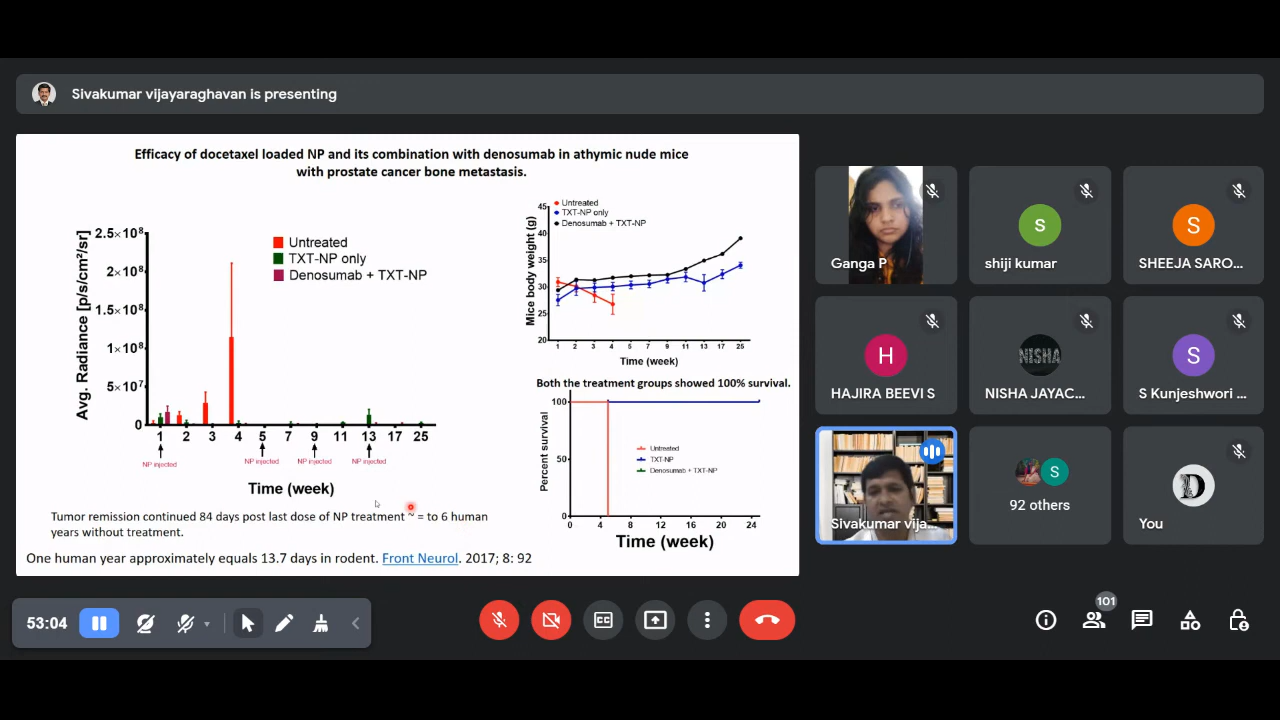 Sivakumar vijayaraghavan is presenting
Efficacy of docetaxel loaded NP and its combination with denosumab in athymic nude mice
with prostate cancer bone metastasis.
Avg. Radiance [p/s/cm²/sr]
2.5×10⁸
2×10⁸
1.5×10⁸
1×10⁸
5×10⁷
0
Untreated
TXT-NP only
Denosumab + TXT-NP
1 2 3 4 5 7 9 11 13 17 25
NP injected NP injected NP injected NP injected
Time (week)
Mice body weight (g)
45
40
35
30
25
20
Untreated
TXT-NP only
Denosumab + TXT-NP
1 2 3 4 5 7 9 11 13 17 25
Time (week)
Both the treatment groups showed 100% survival.
Percent survival
100
50
0
Untreated
TXT-NP
Denosumab + TXT-NP
0 4 8 12 16 20 24
Time (week)
Tumor remission continued 84 days post last dose of NP treatment ~ = to 6 human
years without treatment.
One human year approximately equals 13.7 days in rodent. Front Neurol. 2017; 8: 92
Ganga P
s
shiji kumar
S
SHEEJA SARO...
H
HAJIRA BEEVI S
NISHA
NISHA JAYAC...
S
S Kunjeshwori ...
Sivakumar vija...
S
92 others
D
You
53:04
CC
101